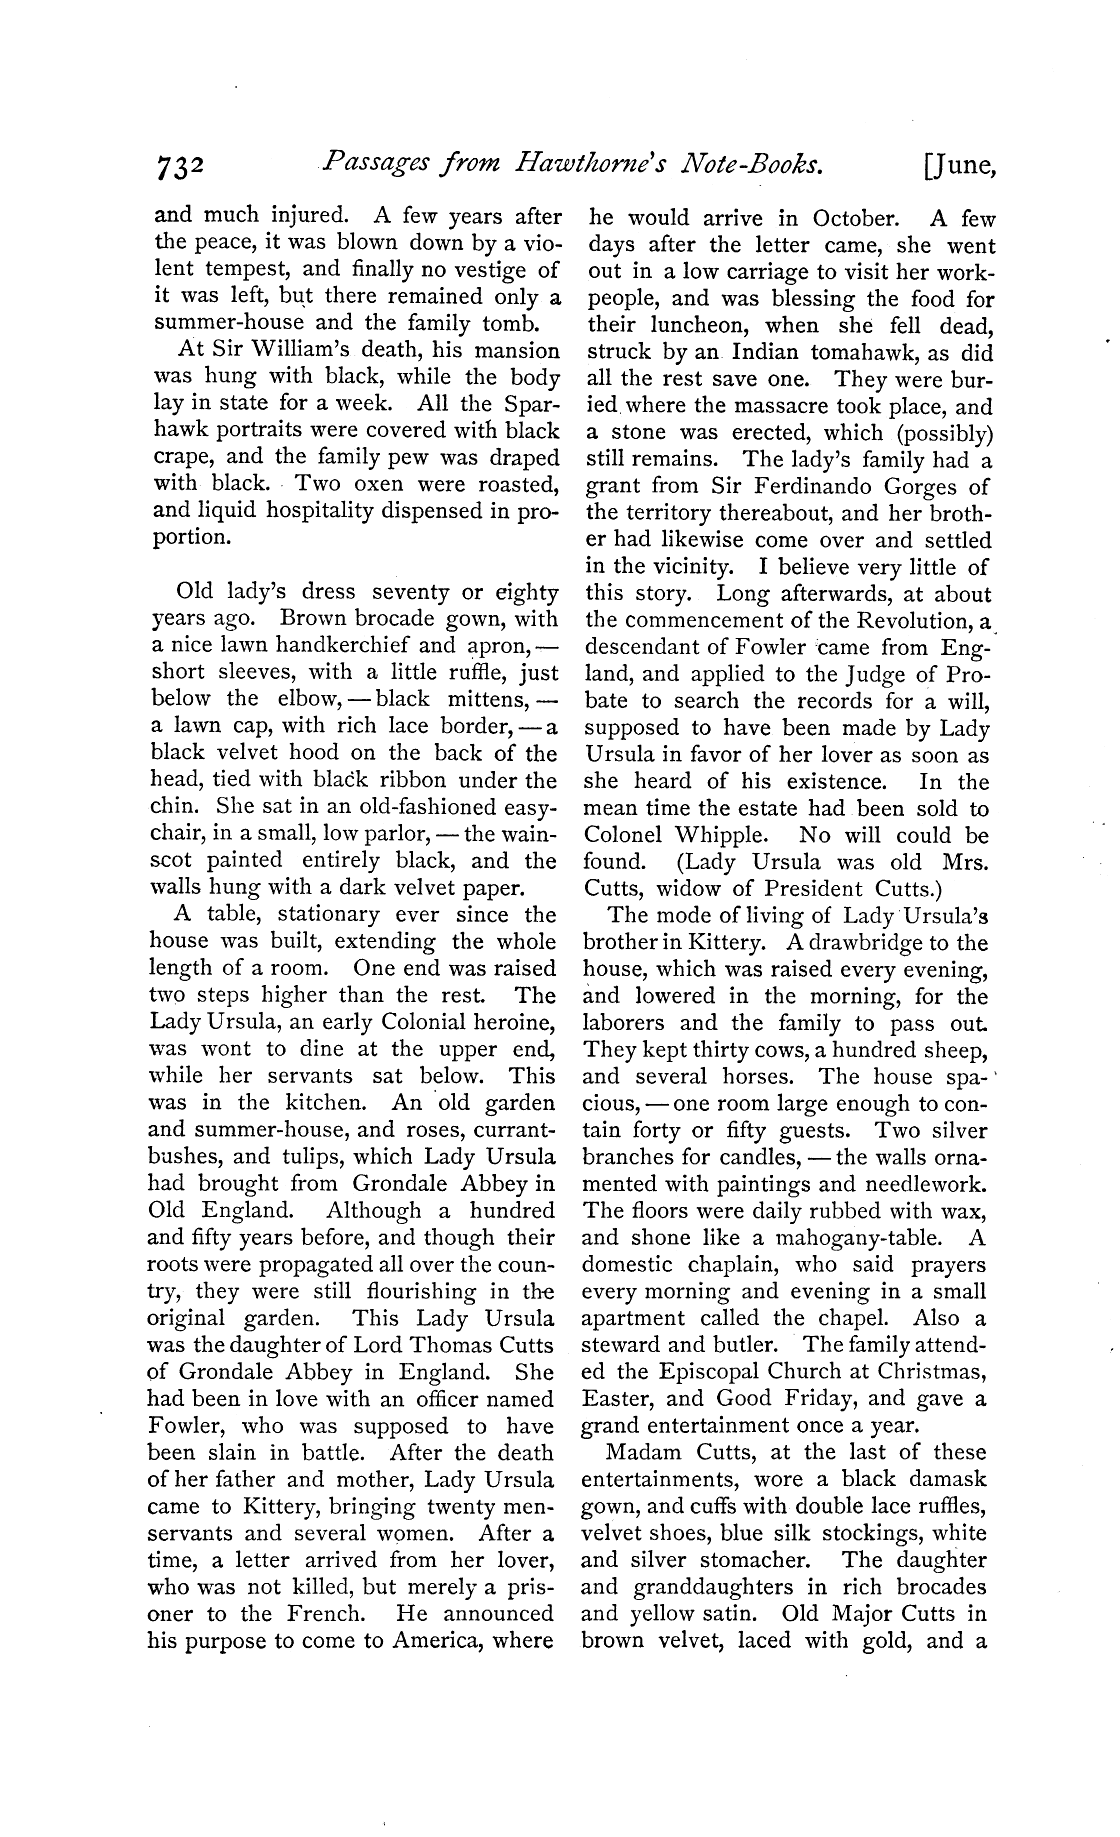 732 Passages from Hawthorne's Note-Books. [June,
and much injured. A few years after
the peace, it was blown down by a vio-
lent tempest, and finally no vestige of
it was left, but there remained only a
summer-house and the family tomb.
At Sir William's death, his mansion
was hung with black, while the body
lay in state for a week. All the Spar-
hawk portraits were covered with black
crape, and the family pew was draped
with black. Two oxen were roasted,
and liquid hospitality dispensed in pro-
portion.
Old lady's dress seventy or eighty
years ago. Brown brocade gown, with
a nice lawn handkerchief and apron, —
short sleeves, with a little ruffle, just
below the elbow, — black mittens, —
a lawn cap, with rich lace border, — a
black velvet hood on the back of the
head, tied with black ribbon under the
chin. She sat in an old-fashioned easy-
chair, in a small, low parlor, — the wain-
scot painted entirely black, and the
walls hung with a dark velvet paper.
A table, stationary ever since the
house was built, extending the whole
length of a room. One end was raised
two steps higher than the rest. The
Lady Ursula, an early Colonial heroine,
was wont to dine at the upper end,
while her servants sat below. This
was in the kitchen. An old garden
and summer-house, and roses, currant-
bushes, and tulips, which Lady Ursula
had brought from Grondale Abbey in
Old England. Although a hundred
and fifty years before, and though their
roots were propagated all over the coun-
try, they were still flourishing in the
original garden. This Lady Ursula
was the daughter of Lord Thomas Cutts
of Grondale Abbey in England. She
had been in love with an officer named
Fowler, who was supposed to have
been slain in battle. After the death
of her father and mother, Lady Ursula
came to Kittery, bringing twenty men-
servants and several women. After a
time, a letter arrived from her lover,
who was not killed, but merely a pris-
oner to the French. He announced
his purpose to come to America, where
he would arrive in October. A few
days after the letter came, she went
out in a low carriage to visit her work-
people, and was blessing the food for
their luncheon, when she fell dead,
struck by an Indian tomahawk, as did
all the rest save one. They were bur-
ied where the massacre took place, and
a stone was erected, which (possibly)
still remains. The lady's family had a
grant from Sir Ferdinando Gorges of
the territory thereabout, and her broth-
er had likewise come over and settled
in the vicinity. I believe very little of
this story. Long afterwards, at about
the commencement of the Revolution, a
descendant of Fowler came from Eng-
land, and applied to the Judge of Pro-
bate to search the records for a will,
supposed to have been made by Lady
Ursula in favor of her lover as soon as
she heard of his existence. In the
mean time the estate had been sold to
Colonel Whipple. No will could be
found. (Lady Ursula was old Mrs.
Cutts, widow of President Cutts.)
The mode of living of Lady Ursula's
brother in Kittery. A drawbridge to the
house, which was raised every evening,
and lowered in the morning, for the
laborers and the family to pass out.
They kept thirty cows, a hundred sheep,
and several horses. The house spa-
cious, — one room large enough to con-
tain forty or fifty guests. Two silver
branches for candles, — the walls orna-
mented with paintings and needlework.
The floors were daily rubbed with wax,
and shone like a mahogany-table. A
domestic chaplain, who said prayers
every morning and evening in a small
apartment called the chapel. Also a
steward and butler. The family attend-
ed the Episcopal Church at Christmas,
Easter, and Good Friday, and gave a
grand entertainment once a year.
Madam Cutts, at the last of these
entertainments, wore a black damask
gown, and cuffs with double lace ruffles,
velvet shoes, blue silk stockings, white
and silver stomacher. The daughter
and granddaughters in rich brocades
and yellow satin. Old Major Cutts in
brown velvet, laced with gold, and a